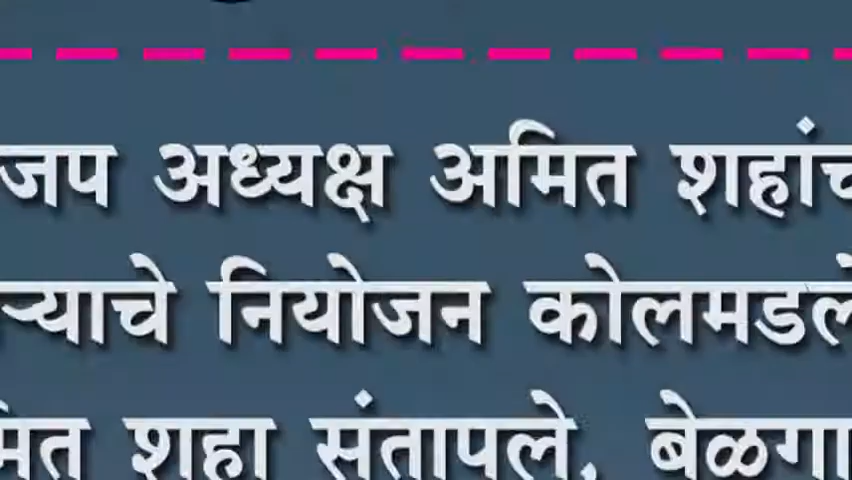 जप अध्यक्ष अमित शहांच
ऱ्याचे नियोजन कोलमडले
मित शहा संतापले, बेळगा